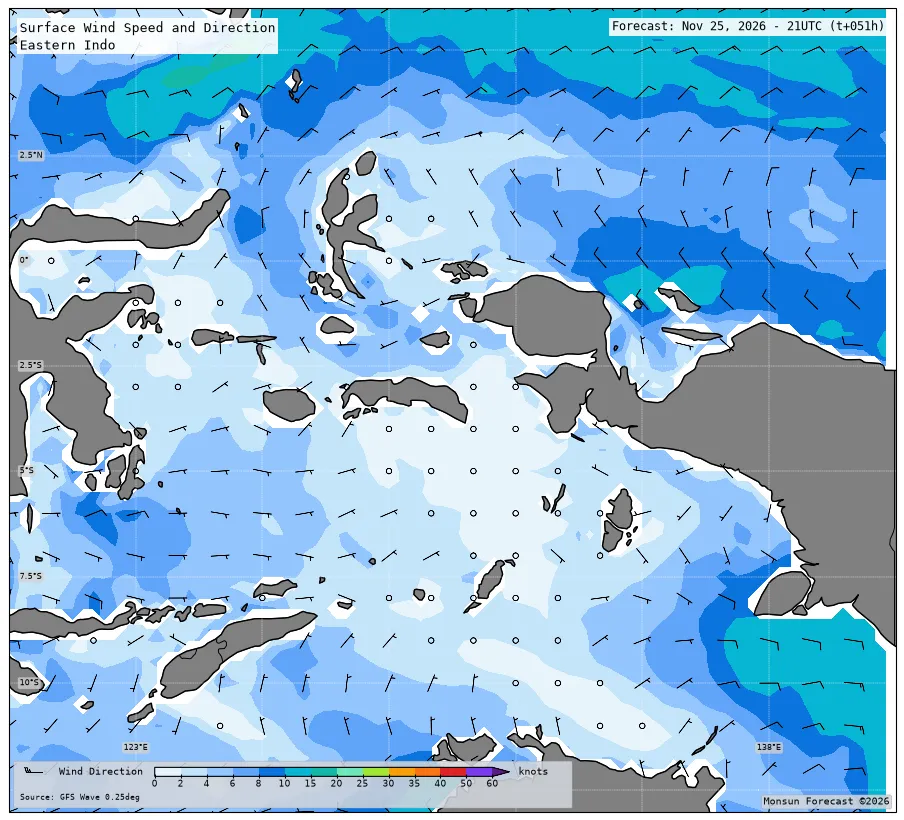 Surface Wind Speed and Direction
Eastern Indo
Forecast: Nov 25, 2026 - 21UTC (t+051h)
2.5°N
0°
2.5°S
5°S
7.5°S
10°S
123°E
138°E
Wind Direction
0 2 4 6 8 10 15 20 25 30 35 40 50 60
knots
Source: GFS Wave 0.25deg
Monsun Forecast ©2026